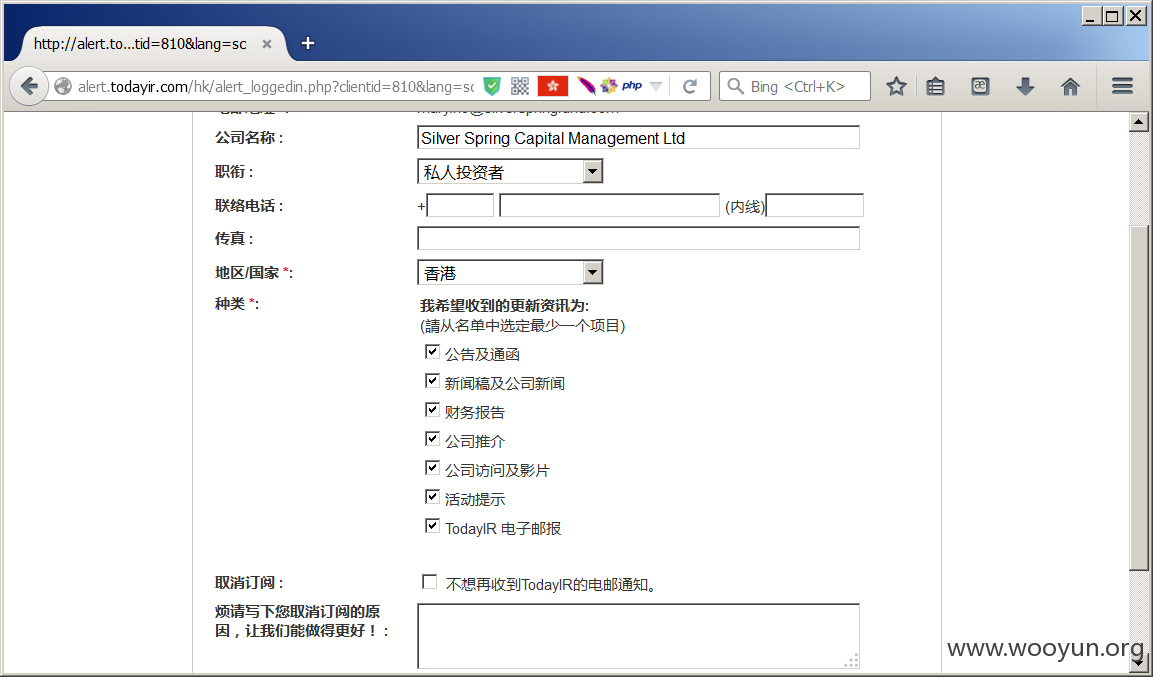 http://alert.to...tid=810&lang=sc
alert.todayir.com/hk/alert_loggedin.php?clientid=810&lang=sc
php
Bing <Ctrl+K>
公司名称 :
Silver Spring Capital Management Ltd
职衔 :
私人投资者
联络电话 :
+
(内线)
传真 :
地区/国家 *:
香港
种类 *:
我希望收到的更新资讯为:
(請从名单中选定最少一个项目)
公告及通函
新闻稿及公司新闻
财务报告
公司推介
公司访问及影片
活动提示
TodayIR 电子邮报
取消订阅 :
不想再收到TodayIR的电邮通知。
烦请写下您取消订阅的原
因，让我们能做得更好！ :
www.wooyun.org